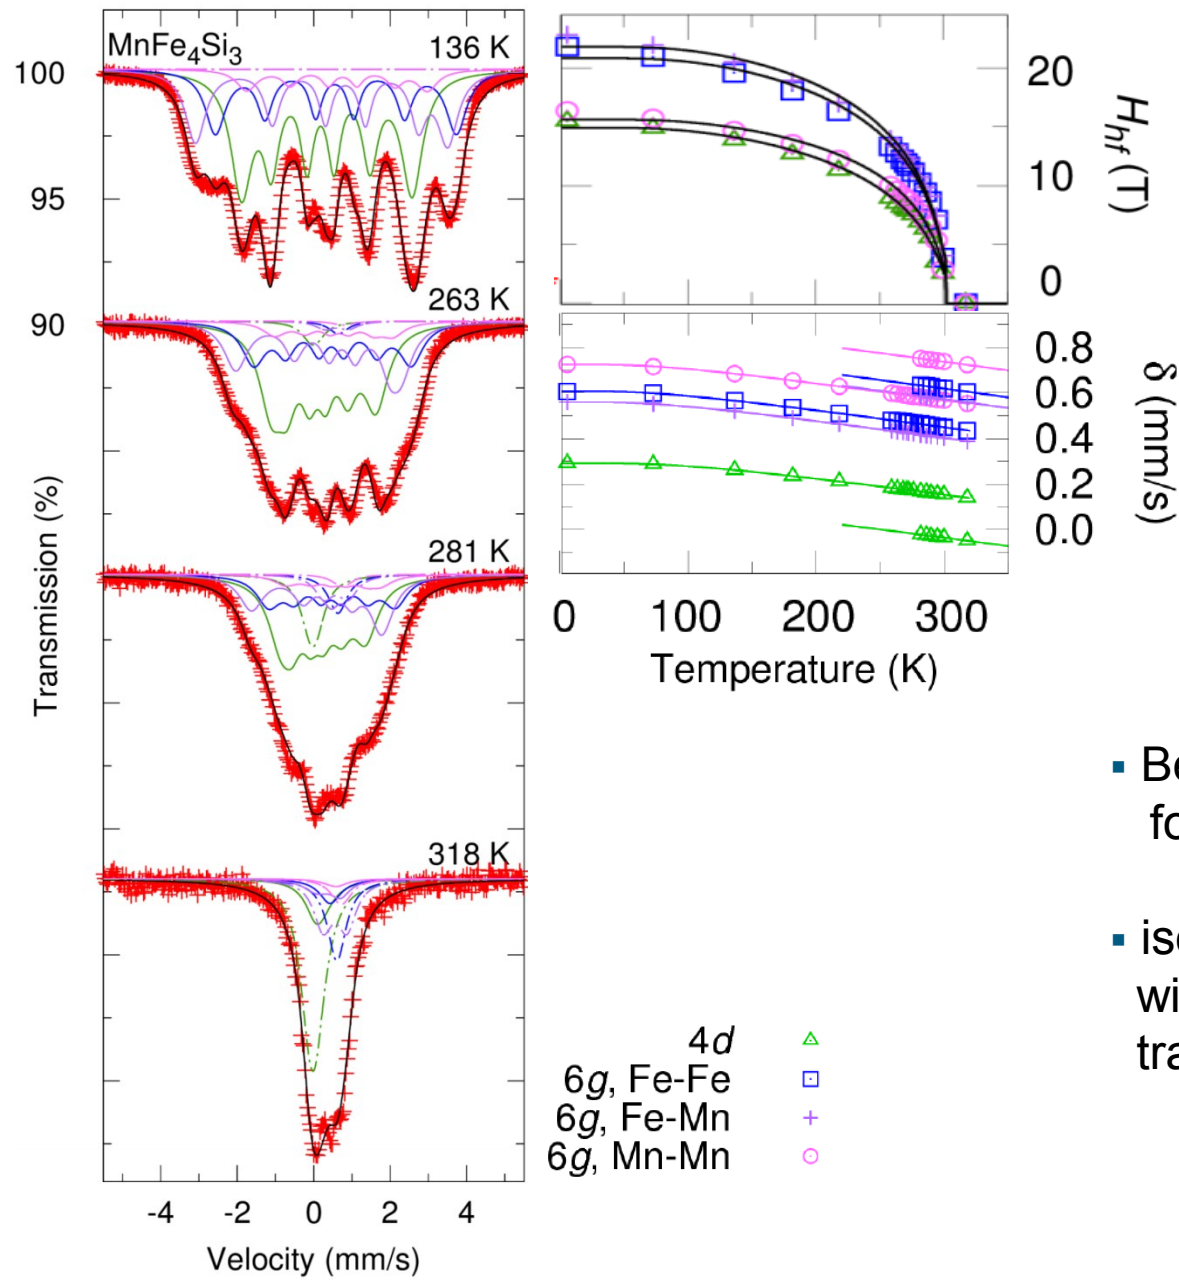 MnFe₄Si₃
136 K
100
95
263 K
90
281 K
318 K
Transmission (%)
-4 -2 0 2 4
Velocity (mm/s)
20
10
0
Hhf (T)
0.8
0.6
0.4
0.2
0.0
δ (mm/s)
0 100 200 300
Temperature (K)
4d
6g, Fe-Fe
6g, Fe-Mn
6g, Mn-Mn